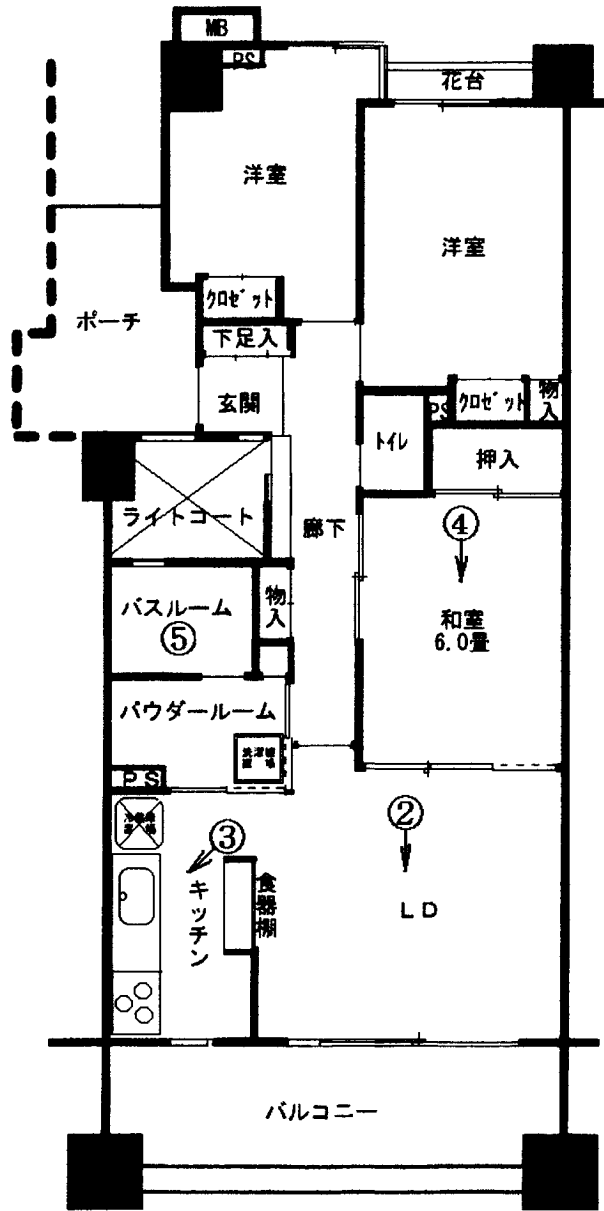 MB
PS
花台
洋室
洋室
クロゼット
ポーチ
下足入
玄関
PS
クロゼット
物入
トイレ
押入
ライトコート
廊下
④
物入
バスルーム
⑤
和室
6.0畳
パウダールーム
PS
②
③
キッチン
食器棚
LD
バルコニー